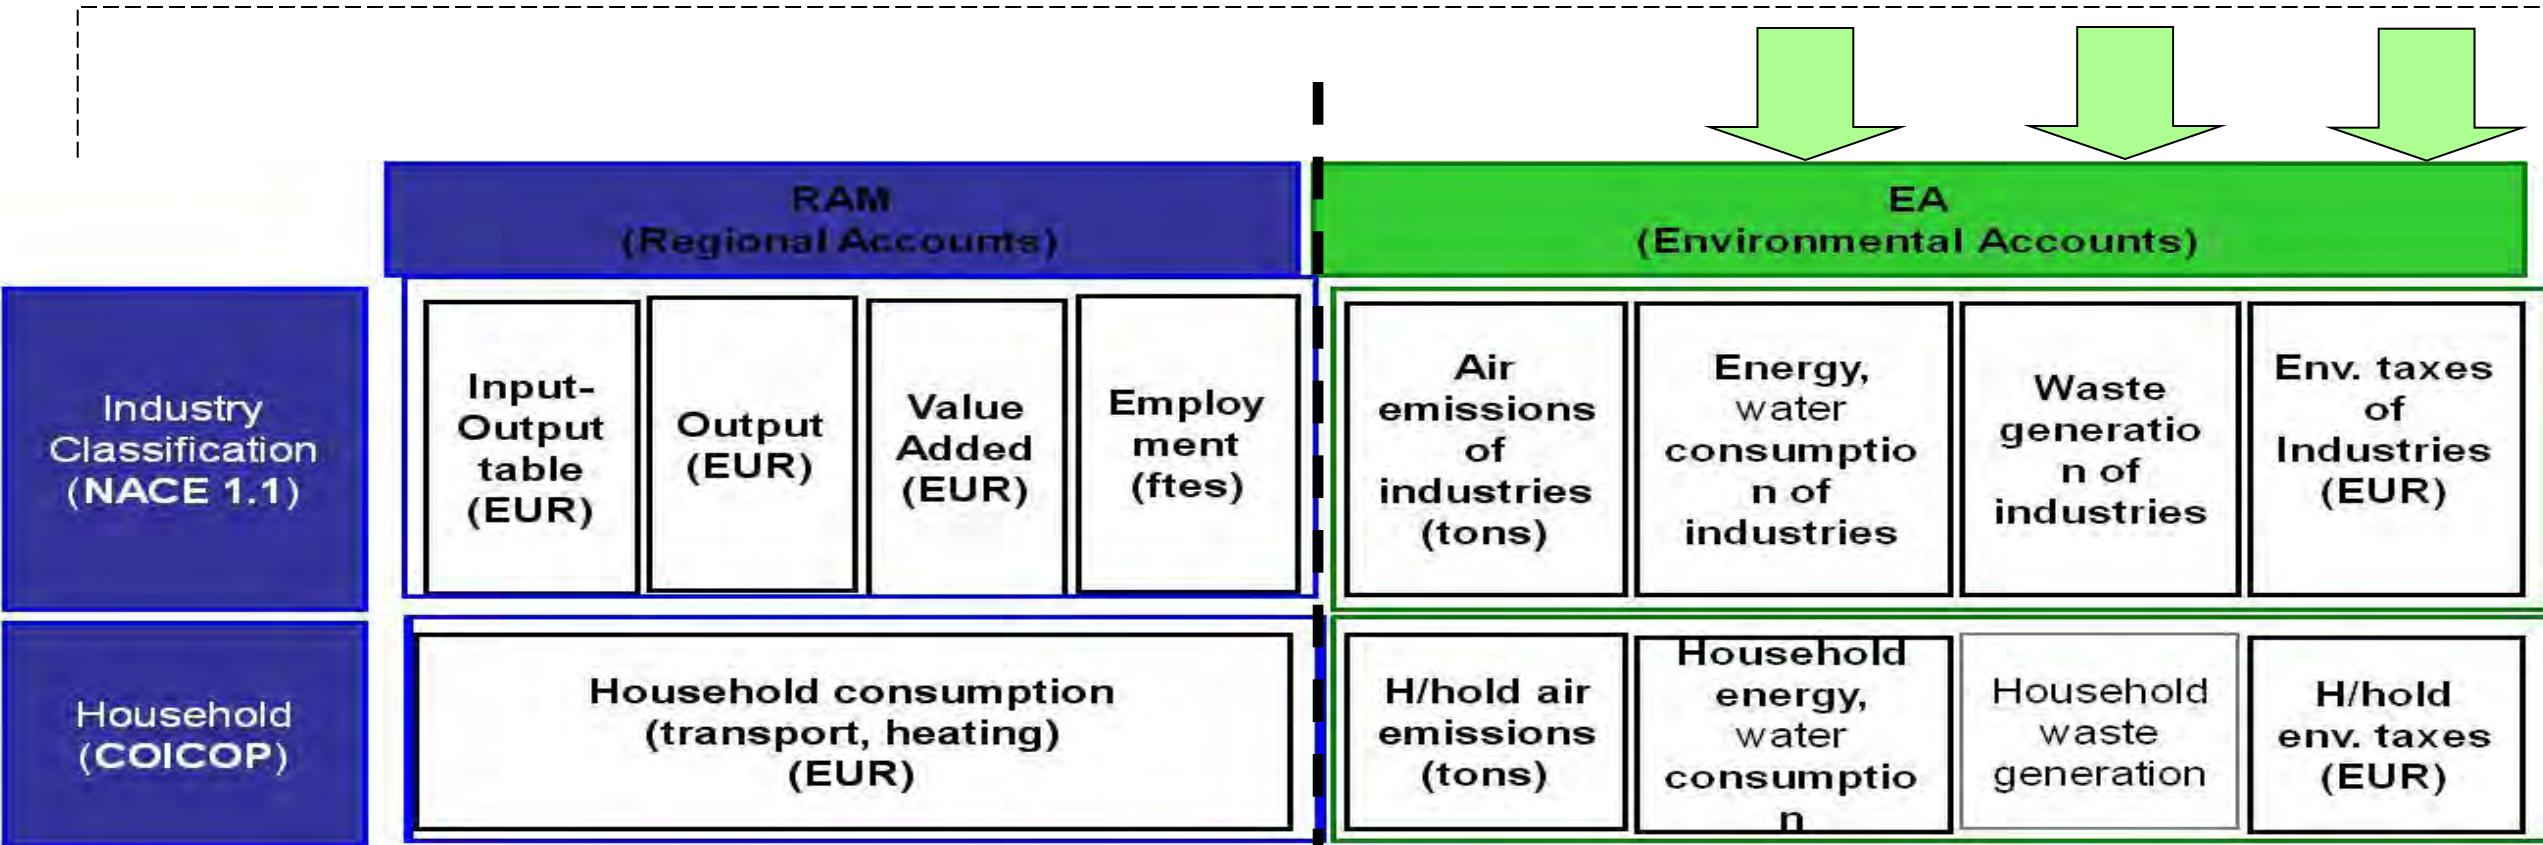 RAM
(Regional Accounts)
EA
(Environmental Accounts)
Industry
Classification
(NACE 1.1)
Input-
Output
table
(EUR)
Output
(EUR)
Value
Added
(EUR)
Employ
ment
(ftes)
Air
emissions
of
industries
(tons)
Energy,
water
consumptio
n of
industries
Waste
generatio
n of
industries
Env. taxes
of
Industries
(EUR)
Household
(COICOP)
Household consumption
(transport, heating)
(EUR)
H/hold air
emissions
(tons)
Household
energy,
water
consumptio
n
Household
waste
generation
H/hold
env. taxes
(EUR)